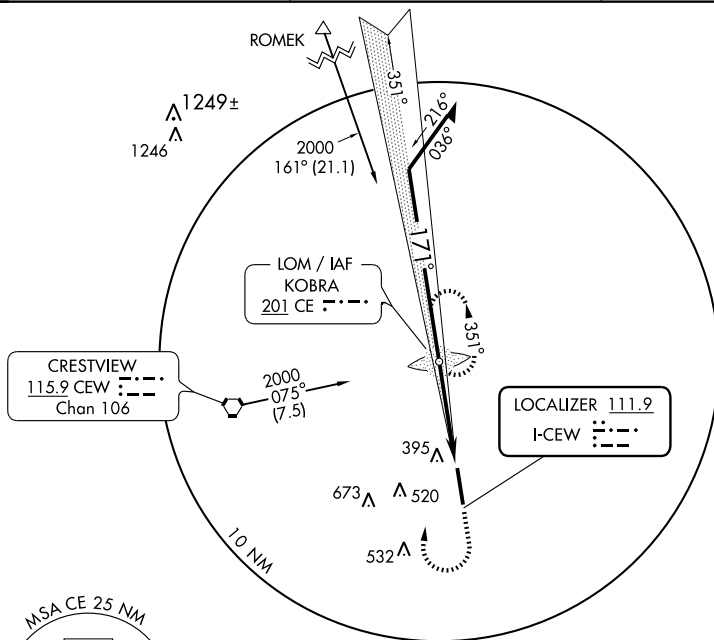 ROMEK
1249±
1246
2000
161° (21.1)
351°
216°
036°
171°
LOM / IAF
KOBRA
201 CE
351°
CRESTVIEW
115.9 CEW
Chan 106
2000
075°
(7.5)
LOCALIZER 111.9
I-CEW
395
673
520
532
10 NM
MSA CE 25 NM